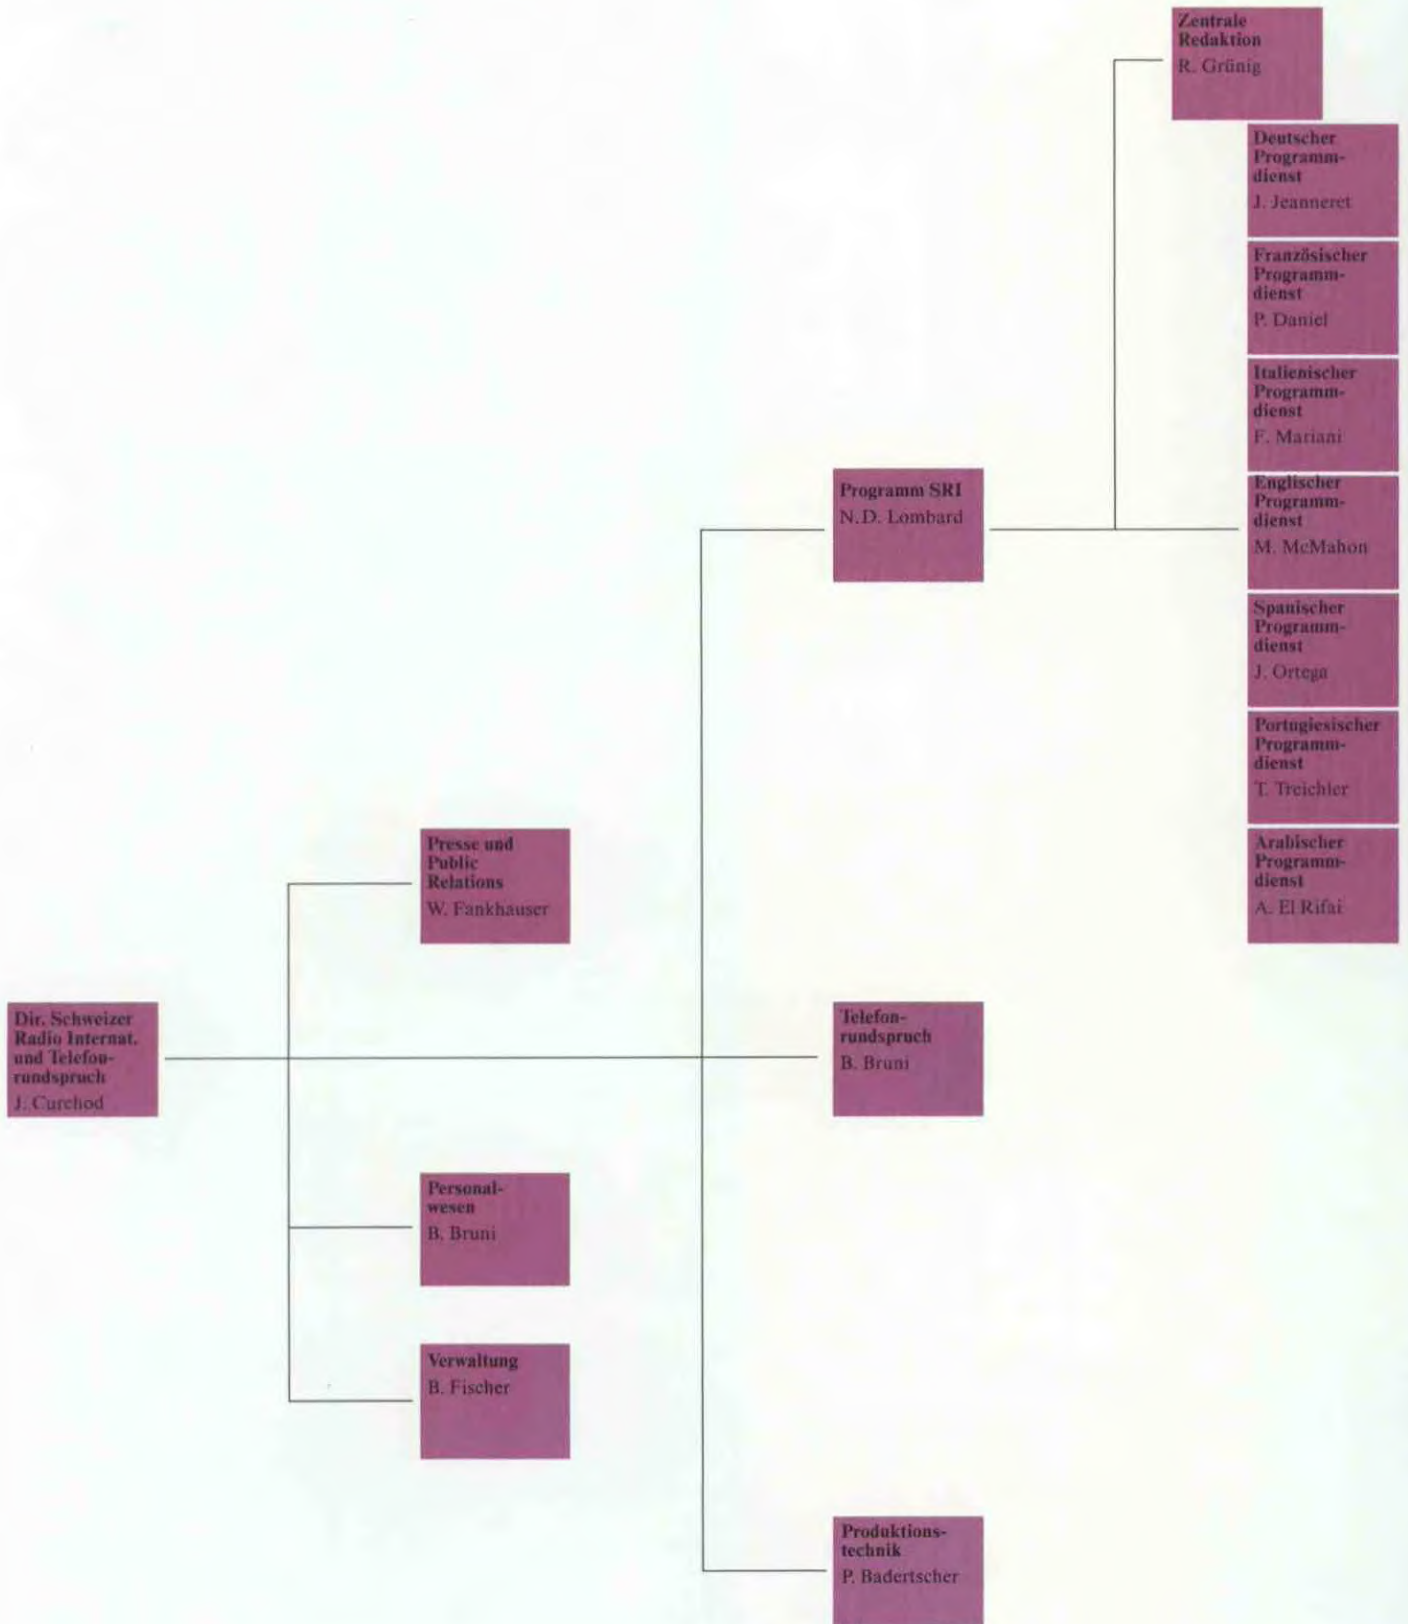 Zentrale
Redaktion
R. Grünig
Deutscher
Programm-
dienst
J. Jeanneret
Französischer
Programm-
dienst
P. Daniel
Italienischer
Programm-
dienst
F. Mariani
Programm SRI
N.D. Lombard
Englischer
Programm-
dienst
M. McMahon
Spanischer
Programm-
dienst
J. Ortega
Portugiesischer
Programm-
dienst
T. Treichler
Presse und
Public
Relations
W. Fankhauser
Arabischer
Programm-
dienst
A. El Rifai
Dir. Schweizer
Radio Internat.
und Telefon-
rundspruch
J. Curchod
Telefon-
rundspruch
B. Bruni
Personal-
wesen
B. Bruni
Verwaltung
B. Fischer
Produktions-
technik
P. Badertscher